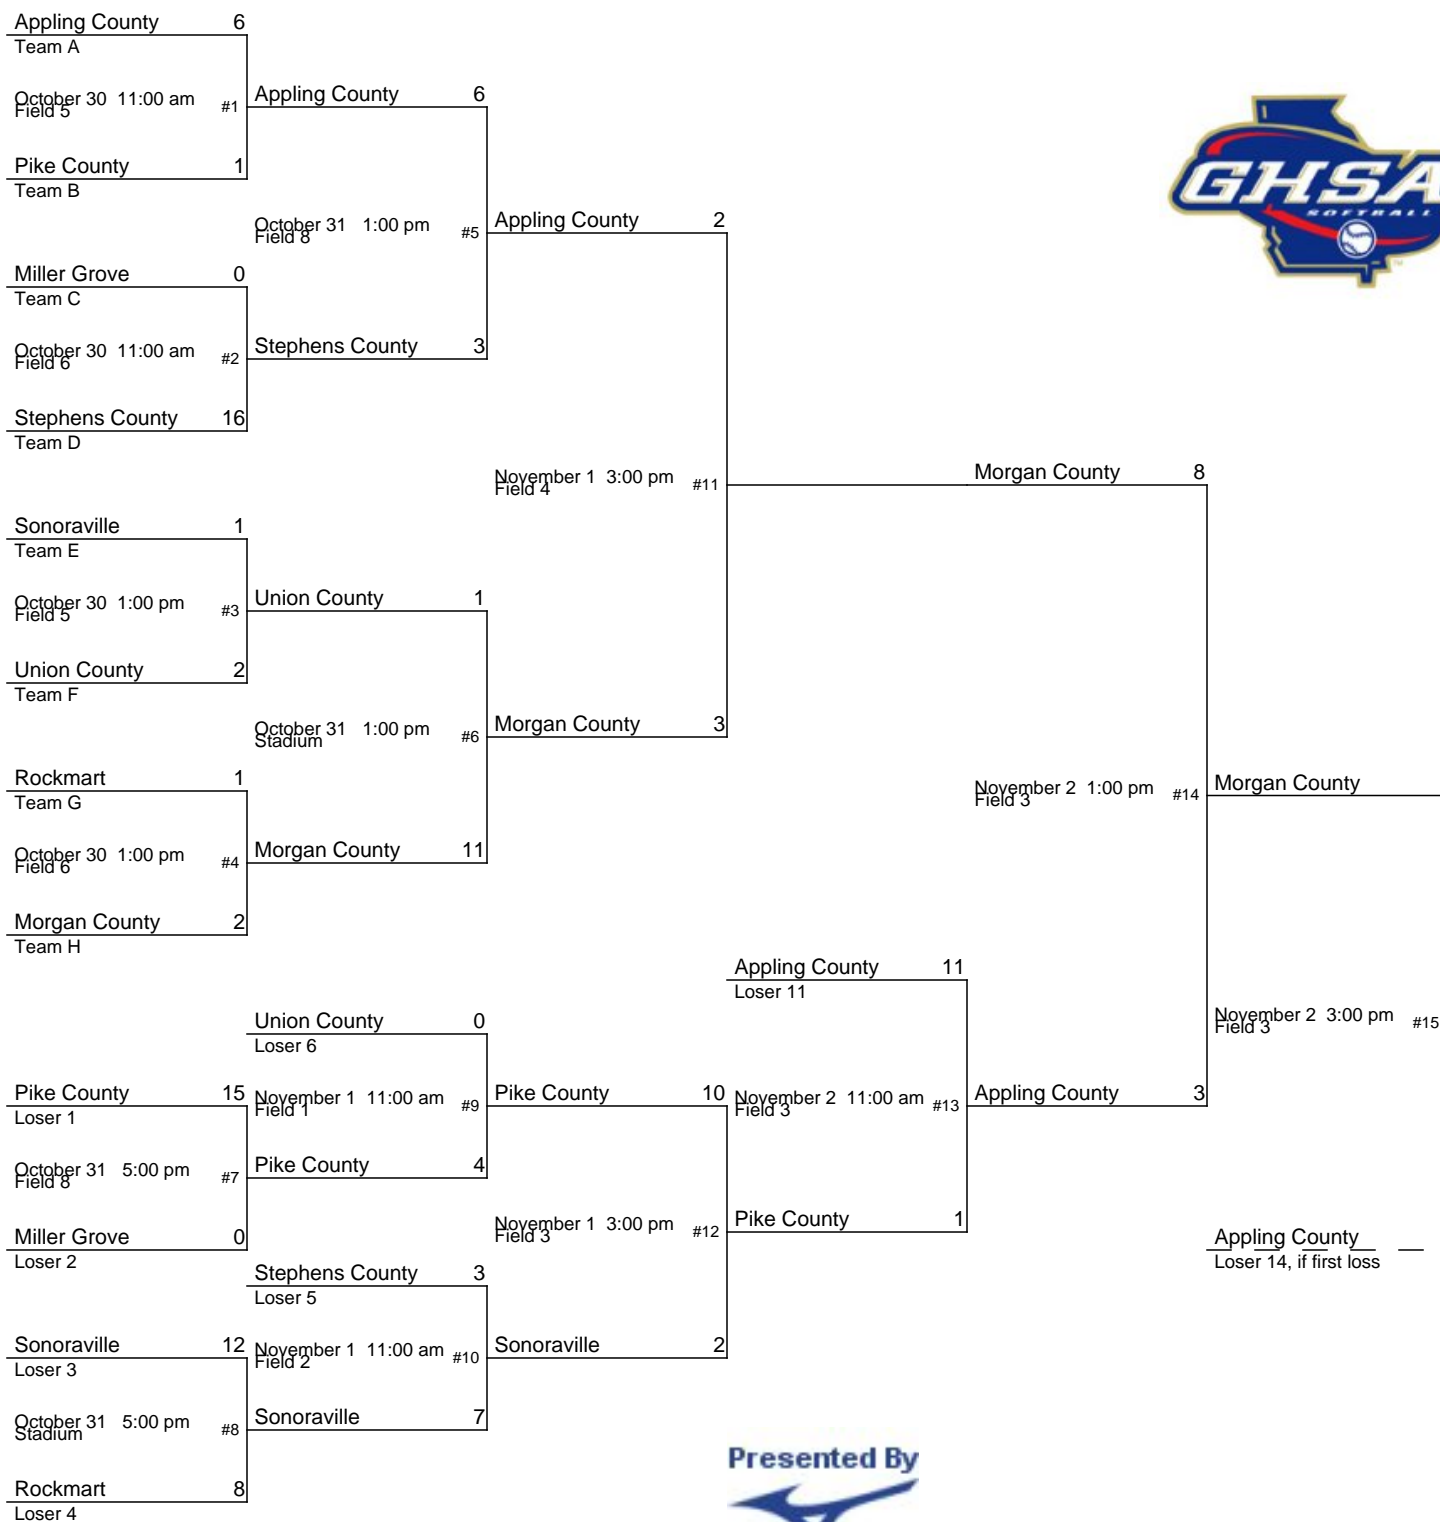 Appling County 6
Team A
October 30 11:00 am
Field 5
#1
Pike County 1
Team B
Appling County 6
October 31 1:00 pm
Field 8
#5
Miller Grove 0
Team C
October 30 11:00 am
Field 6
#2
Stephens County 16
Team D
Stephens County 3
Appling County 2
November 1 3:00 pm
Field 4
#11
Sonoraville 1
Team E
October 30 1:00 pm
Field 5
#3
Union County 2
Team F
Union County 1
October 31 1:00 pm
Stadium
#6
Rockmart 1
Team G
October 30 1:00 pm
Field 6
#4
Morgan County 2
Team H
Morgan County 11
Morgan County 3
Morgan County 8
November 2 1:00 pm
Field 3
#14
Morgan County
GHSA
SOFTBALL
TM
Appling County 11
Loser 11
Union County 0
Loser 6
Pike County 15
Loser 1
November 1 11:00 am
Field 1
#9
Pike County 10
November 2 11:00 am
Field 3
#13
Appling County 3
November 2 3:00 pm
Field 3
#15
October 31 5:00 pm
Field 8
#7
Pike County 4
Miller Grove 0
Loser 2
November 1 3:00 pm
Field 3
#12
Pike County 1
Appling County
Loser 14, if first loss
Stephens County 3
Loser 5
Sonoraville 12
Loser 3
November 1 11:00 am
Field 2
#10
Sonoraville 2
October 31 5:00 pm
Stadium
#8
Sonoraville 7
Rockmart 8
Loser 4
Presented By